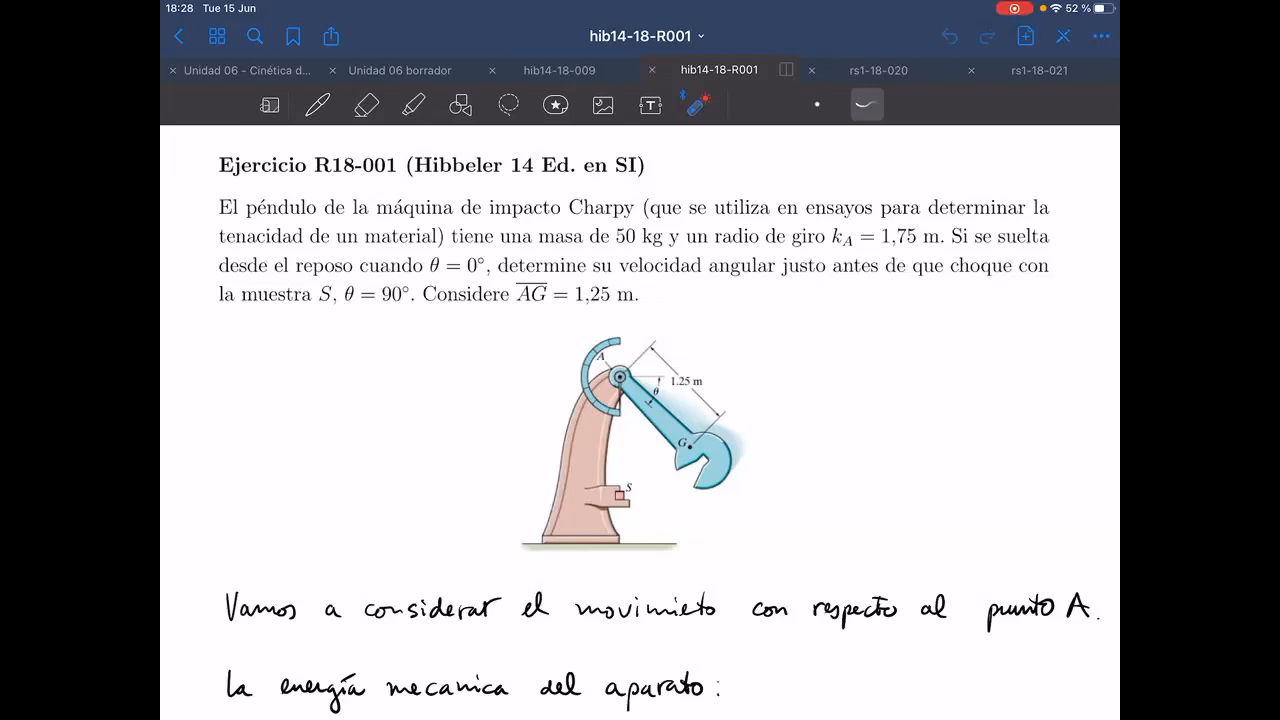 18:28 Tue 15 Jun 52 %
hib14-18-R001
Unidad 06 - Cinética d... Unidad 06 borrador hib14-18-009 hib14-18-R001 rs1-18-020 rs1-18-021
Ejercicio R18-001 (Hibbeler 14 Ed. en SI)
El péndulo de la máquina de impacto Charpy (que se utiliza en ensayos para determinar la
tenacidad de un material) tiene una masa de 50 kg y un radio de giro kA = 1,75 m. Si se suelta
desde el reposo cuando θ = 0°, determine su velocidad angular justo antes de que choque con
la muestra S, θ = 90°. Considere AG = 1,25 m.
A
1.25 m
θ
G
S
Vamos a considerar el movimieto con respecto al punto A.
La energía mecanica del aparato: